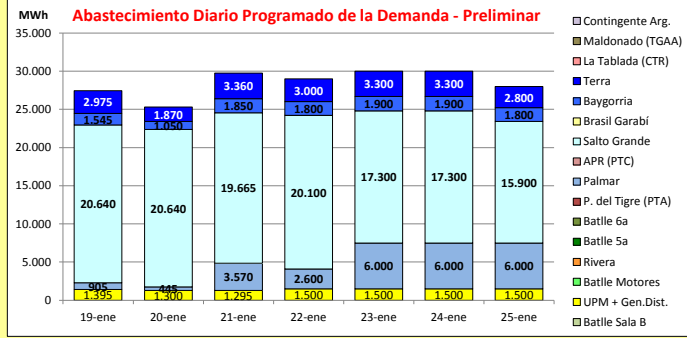 MWh
Abastecimiento Diario Programado de la Demanda - Preliminar
35.000
30.000
25.000
20.000
15.000
10.000
5.000
0
2.975
1.870
3.360
3.000
3.300
3.300
2.800
1.545
1.050
1.850
1.800
1.900
1.900
1.800
20.640
20.640
19.665
20.100
17.300
17.300
15.900
905
445
3.570
2.600
6.000
6.000
6.000
1.395
1.300
1.295
1.500
1.500
1.500
1.500
19-ene
20-ene
21-ene
22-ene
23-ene
24-ene
25-ene
Contingente Arg.
Maldonado (TGAA)
La Tablada (CTR)
Terra
Baygorria
Brasil Garabí
Salto Grande
APR (PTC)
Palmar
P. del Tigre (PTA)
Batlle 6a
Batlle 5a
Rivera
Batlle Motores
UPM + Gen.Dist.
Batlle Sala B